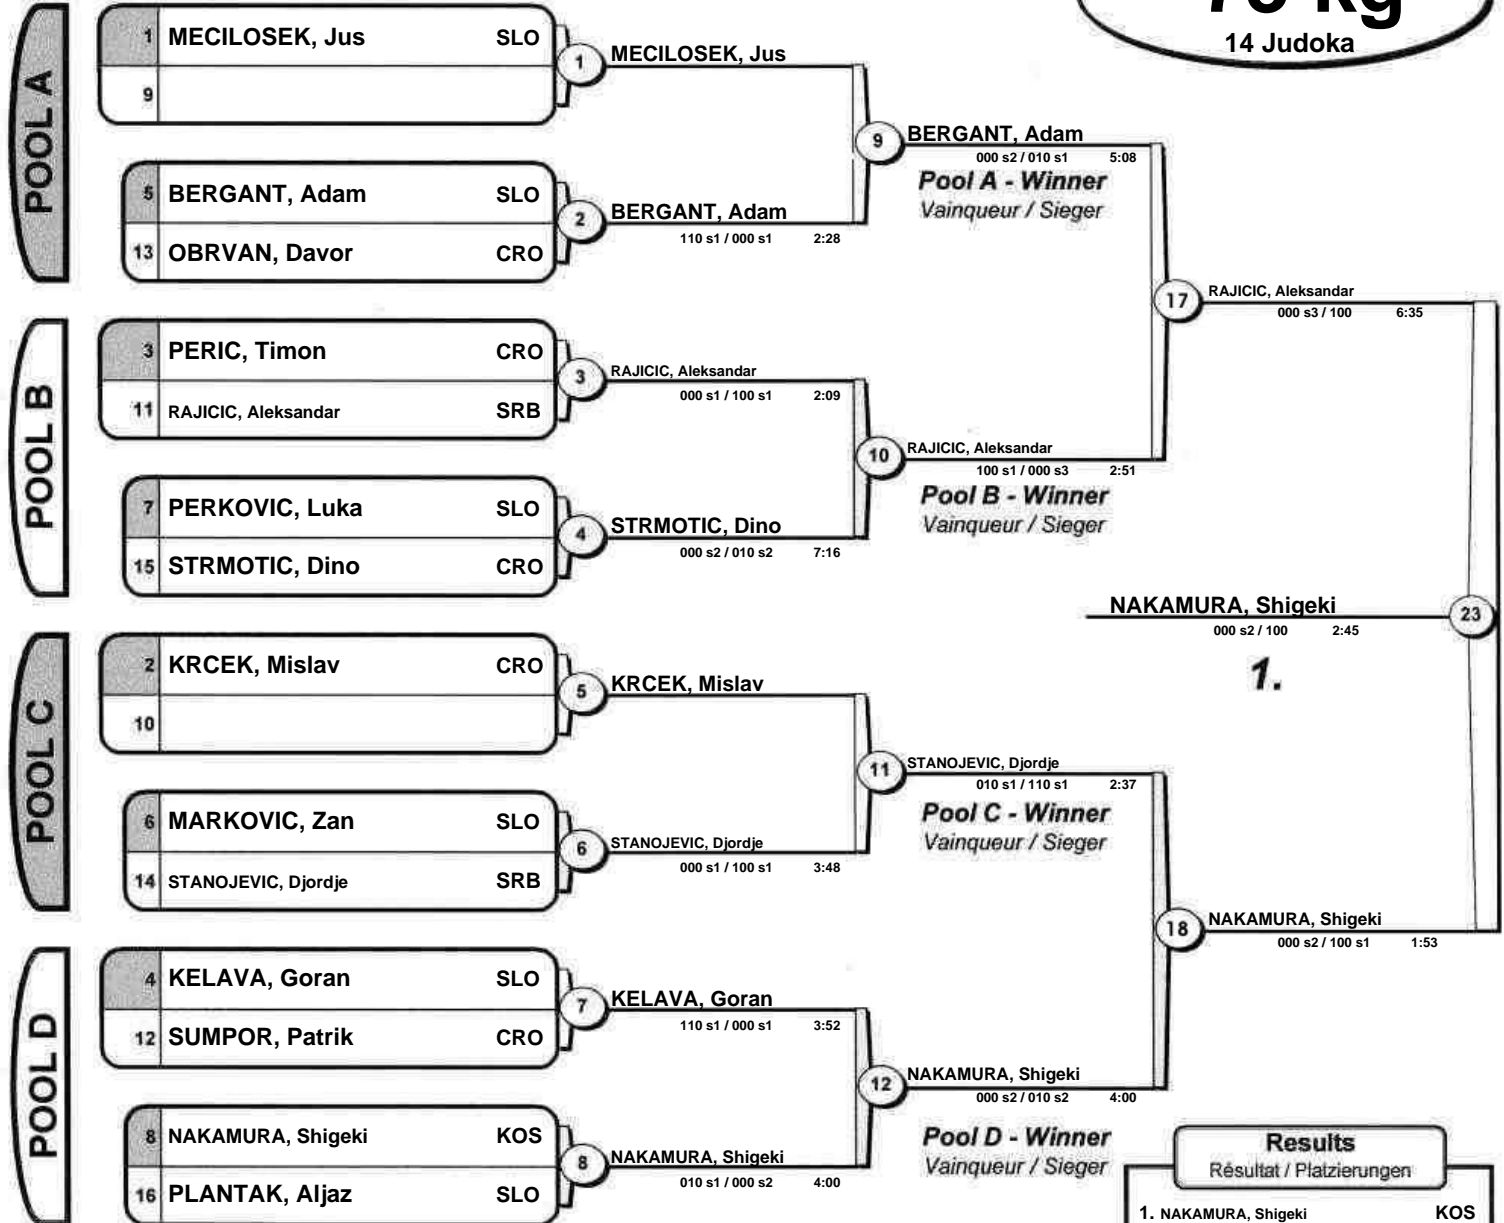 73 kg
14 Judoka
POOL A
1 MECILOSEK, Jus SLO
9
5 BERGANT, Adam SLO
13 OBRVAN, Davor CRO
1 MECILOSEK, Jus
2 BERGANT, Adam
110 s1 / 000 s1 2:28
9 BERGANT, Adam
000 s2 / 010 s1 5:08
Pool A - Winner
Vainqueur / Sieger
POOL B
3 PERIC, Timon CRO
11 RAJICIC, Aleksandar SRB
7 PERKOVIC, Luka SLO
15 STRMOTIC, Dino CRO
3 RAJICIC, Aleksandar
000 s1 / 100 s1 2:09
4 STRMOTIC, Dino
000 s2 / 010 s2 7:16
10 RAJICIC, Aleksandar
100 s1 / 000 s3 2:51
Pool B - Winner
Vainqueur / Sieger
17 RAJICIC, Aleksandar
000 s3 / 100 6:35
NAKAMURA, Shigeki 23
000 s2 / 100 2:45
1.
POOL C
2 KRCEK, Mislav CRO
10
6 MARKOVIC, Zan SLO
14 STANOJEVIC, Djordje SRB
5 KRCEK, Mislav
6 STANOJEVIC, Djordje
000 s1 / 100 s1 3:48
11 STANOJEVIC, Djordje
010 s1 / 110 s1 2:37
Pool C - Winner
Vainqueur / Sieger
18 NAKAMURA, Shigeki
000 s2 / 100 s1 1:53
POOL D
4 KELAVA, Goran SLO
12 SUMPOR, Patrik CRO
8 NAKAMURA, Shigeki KOS
16 PLANTAK, Aljaz SLO
7 KELAVA, Goran
110 s1 / 000 s1 3:52
8 NAKAMURA, Shigeki
010 s1 / 000 s2 4:00
12 NAKAMURA, Shigeki
000 s2 / 010 s2 4:00
Pool D - Winner
Vainqueur / Sieger
Results
Résultat / Platzierungen
1. NAKAMURA, Shigeki KOS